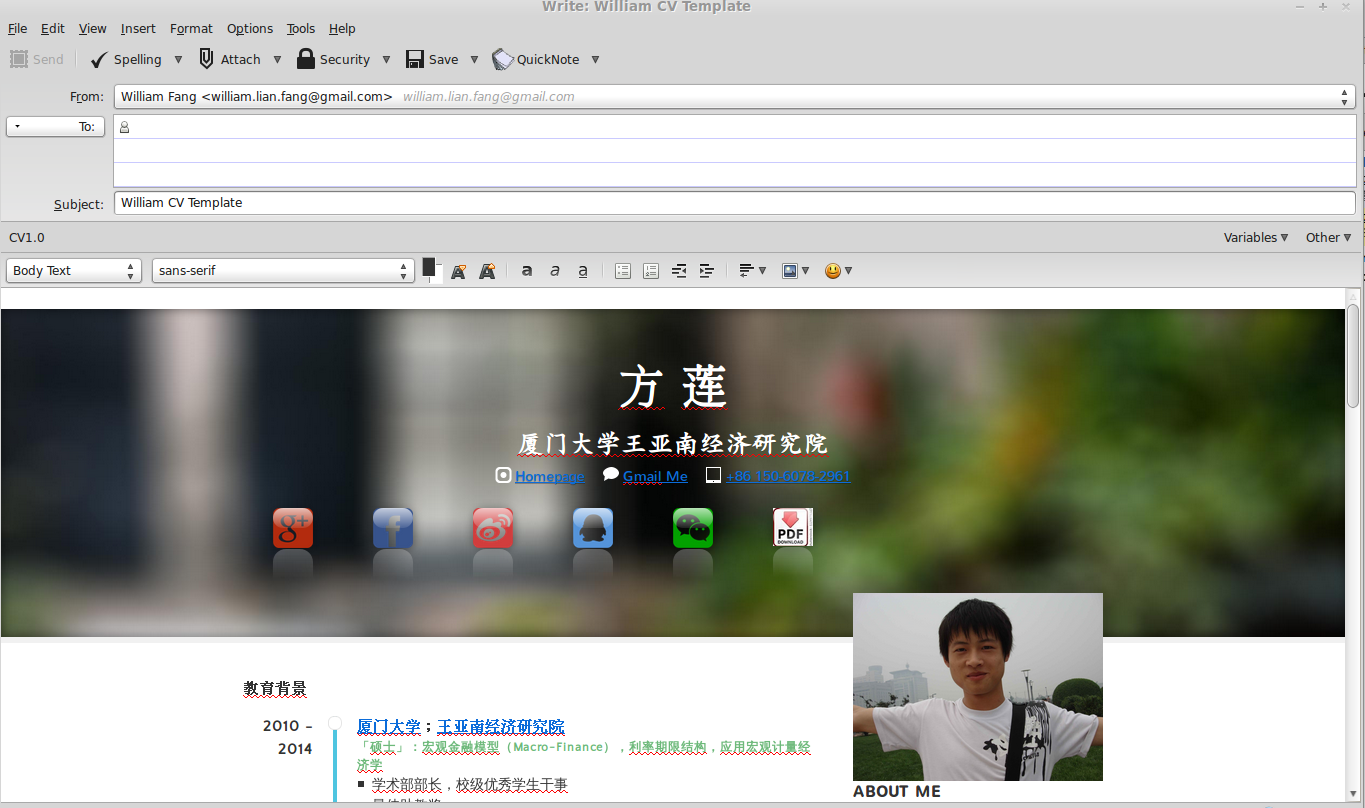 Write: William CV Template
File Edit View Insert Format Options Tools Help
Send Spelling Attach Security Save QuickNote
From: William Fang <william.lian.fang@gmail.com> william.lian.fang@gmail.com
To:
Subject: William CV Template
CV1.0 Variables Other
Body Text sans-serif a a a
方 莲
厦门大学王亚南经济研究院
Homepage Gmail Me +86 150-6078-2961
g+ f PDF DOWNLOAD
教育背景
2010 –
2014
厦门大学；王亚南经济研究院
「硕士」：宏观金融模型（Macro-Finance），利率期限结构，应用宏观计量经
济学
学术部部长，校级优秀学生干事
最佳助教奖
ABOUT ME